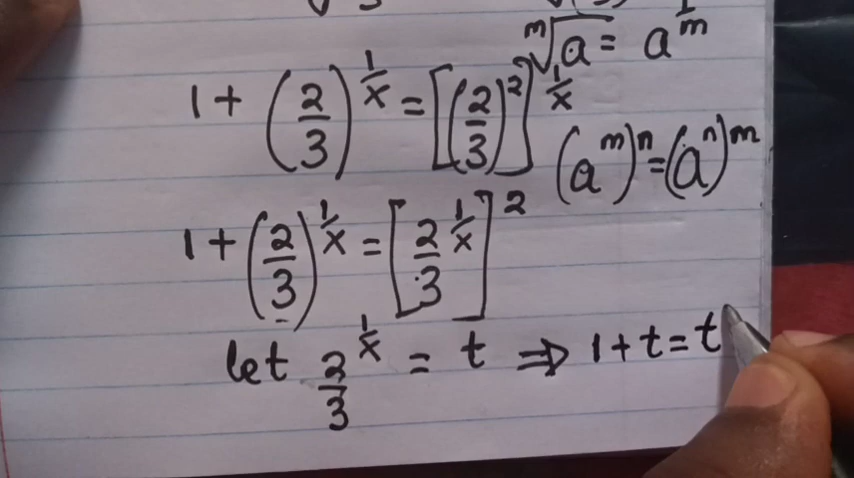 ᵐ√a = a^(1/m)
1 + (2/3)^(1/x) = [(2/3)^2]^(1/x)
(a^m)^n = (a^n)^m
1 + (2/3)^(1/x) = [2/3^(1/x)]^2
let 2/3^(1/x) = t ⇒ 1 + t = t